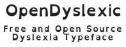 OpenDyslexic
Free and Open Source
Dyslexia Typeface